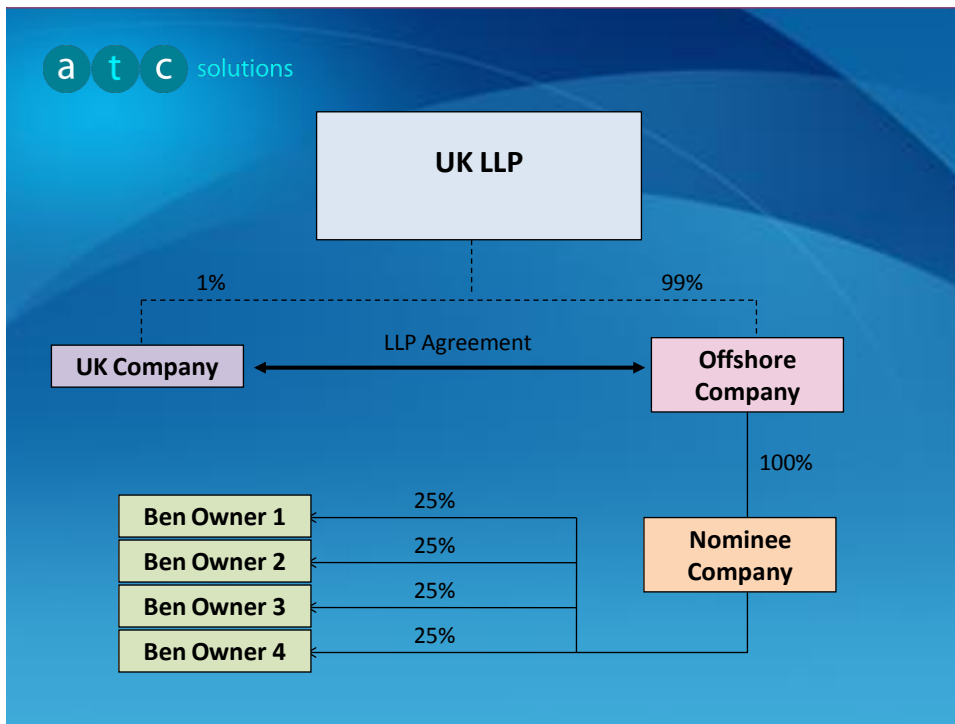 atc solutions
UK LLP
1%
99%
LLP Agreement
UK Company
Offshore
Company
100%
25%
Ben Owner 1
25%
Ben Owner 2
25%
Ben Owner 3
25%
Ben Owner 4
Nominee
Company